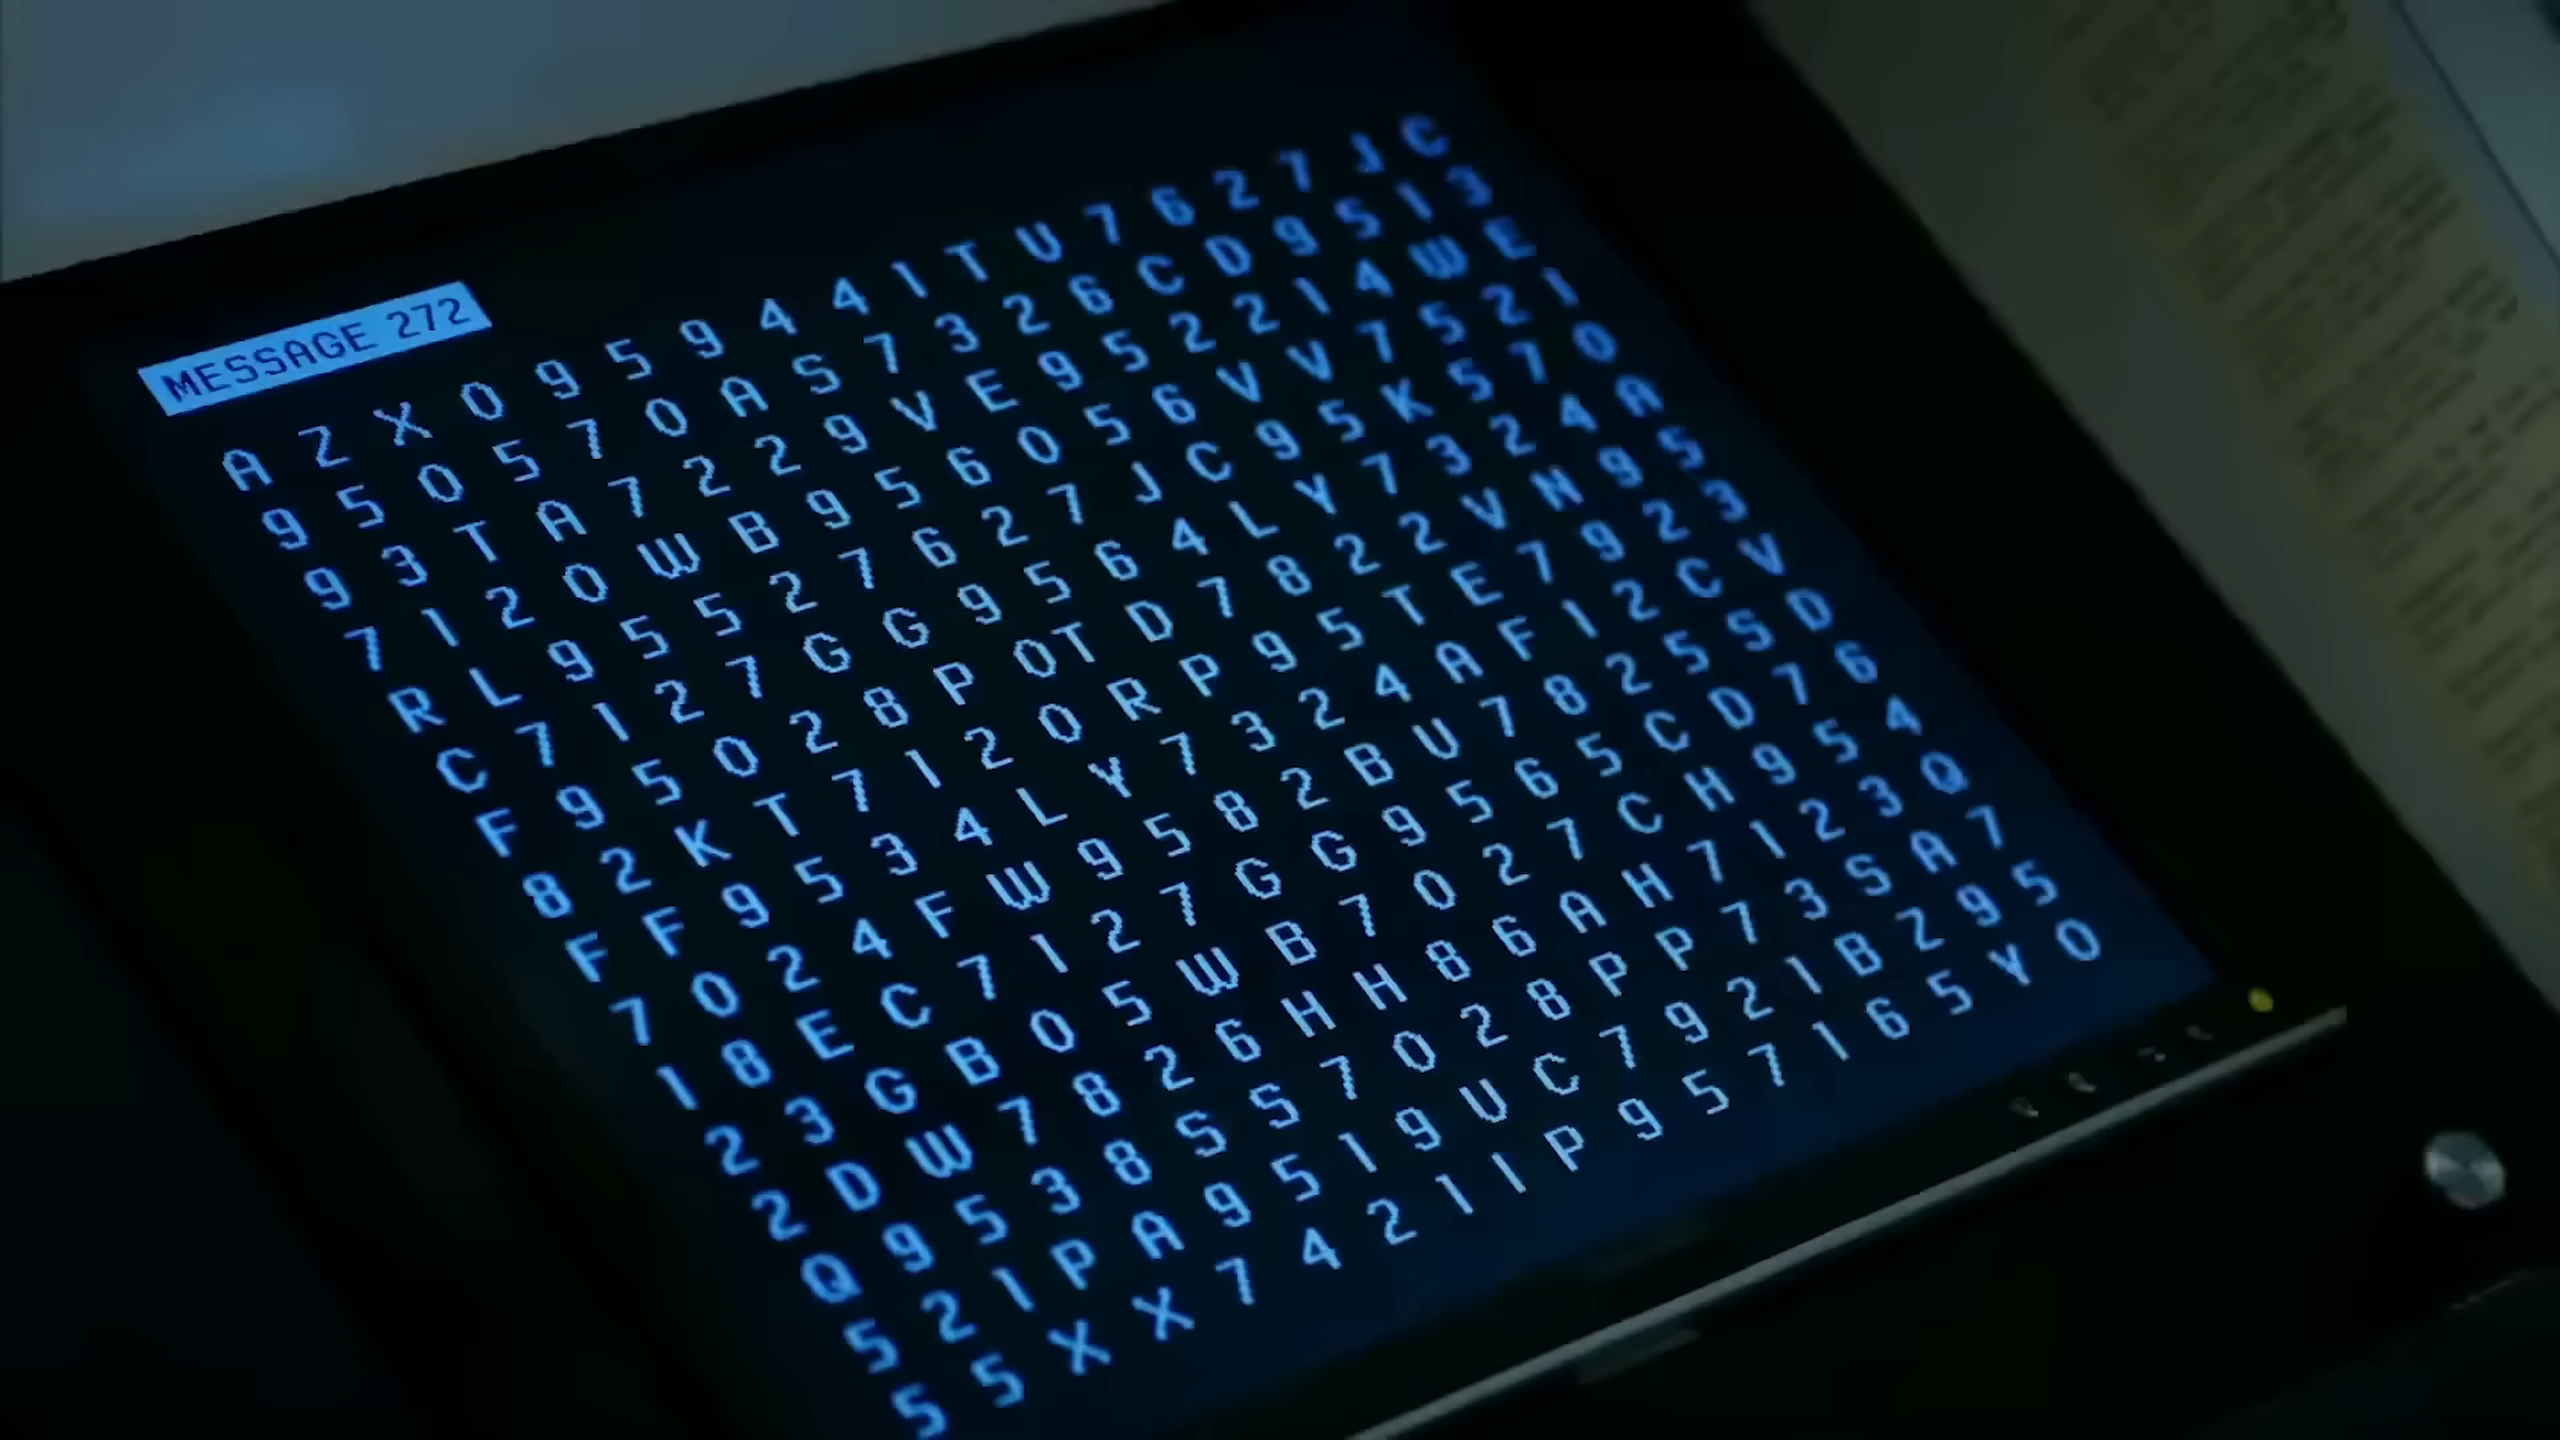 MESSAGE 272
A Z X 0 9 5 9 4 4 1 T U 7 6 2 7 J C
9 5 0 5 7 0 A S 7 3 2 6 C D 9 5 1 3
9 3 T A 7 2 2 9 V E 9 5 2 2 1 4 W E
7 1 2 0 W B 9 5 6 0 5 6 V V 7 5 2 1
R L 9 5 5 2 7 6 2 7 J C 9 5 K 5 7 0
C 7 1 2 7 G G 9 5 6 4 L Y 7 3 2 4 A
F 9 5 0 2 8 P O T D 7 8 2 2 V N 9 5
8 2 K T 7 1 2 0 R P 9 5 T E 7 9 2 3
F F 9 5 3 4 L Y 7 3 2 4 A F 1 2 C V
7 0 2 4 F W 9 5 8 2 B U 7 8 2 5 S D
1 8 E C 7 1 2 7 G G 9 5 6 5 C D 7 6
2 3 G B 0 5 W B 7 0 2 7 C H 9 5 4
2 D W 7 8 2 6 H H 8 6 A H 7 1 2 3 Q
Q 9 5 3 8 S 5 7 0 2 8 P P 7 3 S A 7
5 2 1 P A 9 5 1 9 U C 7 9 2 1 B Z 9 5
5 5 X X 7 4 2 1 I P 9 5 7 1 6 5 Y 0